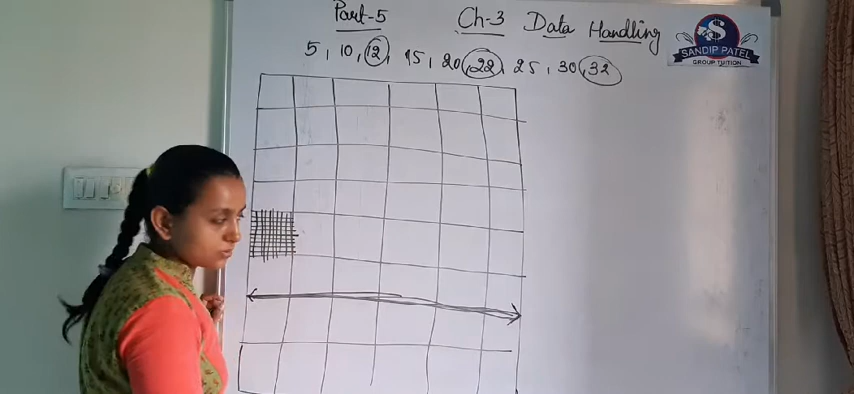 Part-5 Ch-3 Data Handling
5, 10, 12, 15, 20, 22, 25, 30, 32
$
SANDIP PATEL
GROUP TUITION